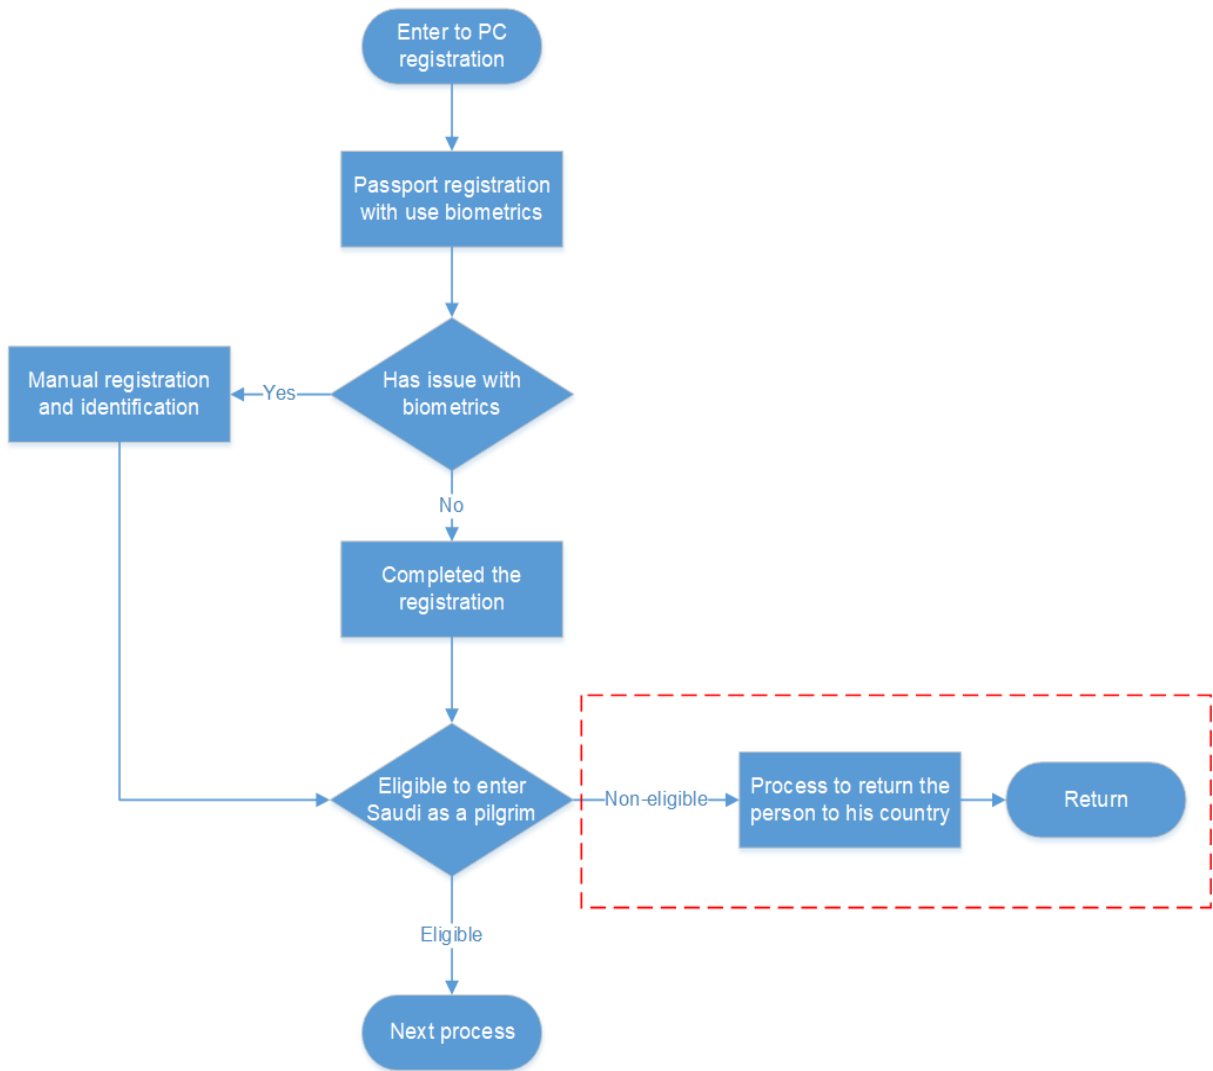 Enter to PC
registration
Passport registration
with use biometrics
Has issue with
biometrics
Yes
Manual registration
and identification
No
Completed the
registration
Eligible to enter
Saudi as a pilgrim
Non-eligible
Process to return the
person to his country
Return
Eligible
Next process